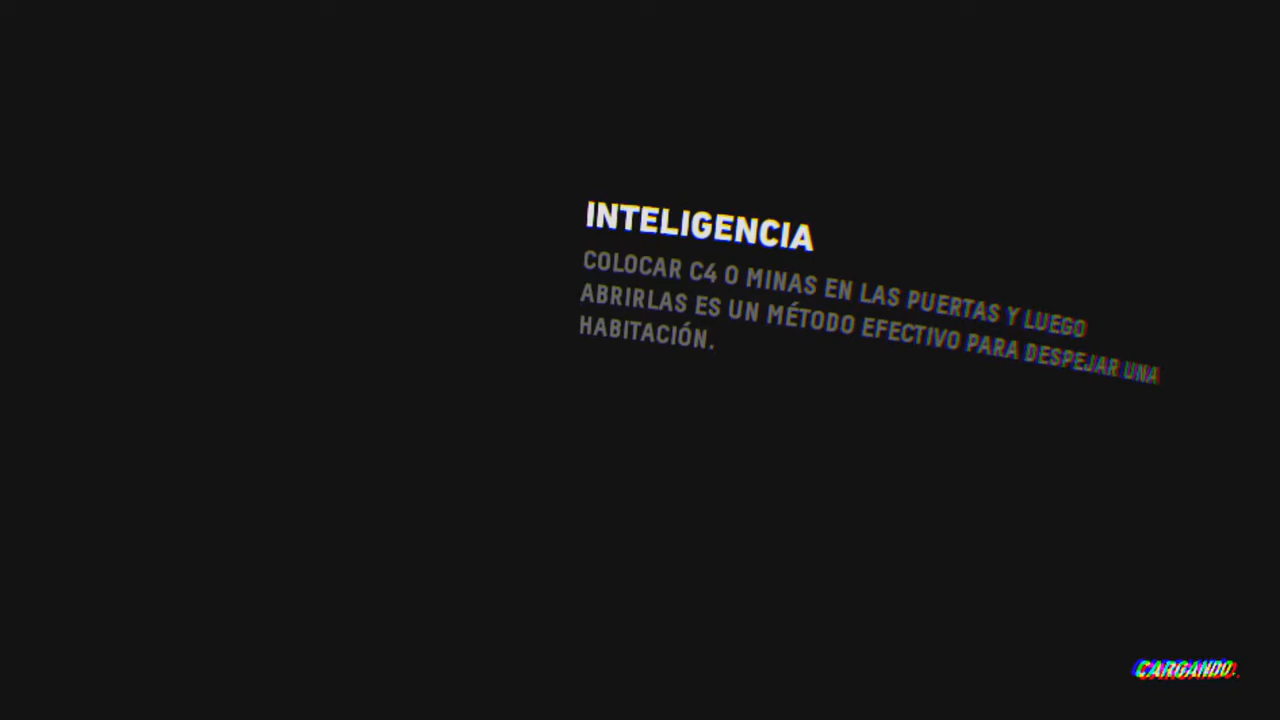 INTELIGENCIA
COLOCAR C4 O MINAS EN LAS PUERTAS Y LUEGO
ABRIRLAS ES UN MÉTODO EFECTIVO PARA DESPEJAR UNA
HABITACIÓN.
CARGANDO.